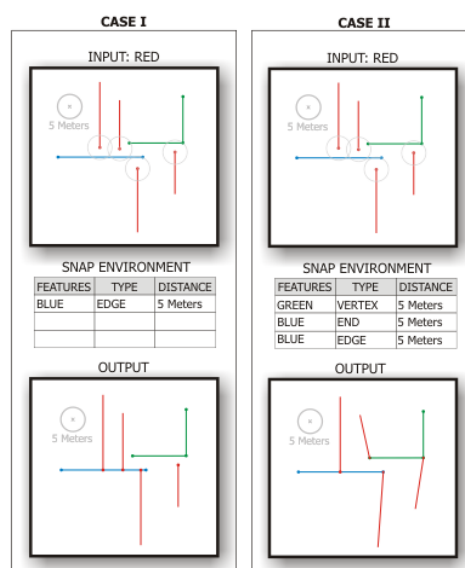 CASE I
INPUT: RED
5 Meters
SNAP ENVIRONMENT
FEATURES TYPE DISTANCE
BLUE EDGE 5 Meters
OUTPUT
5 Meters
CASE II
INPUT: RED
5 Meters
SNAP ENVIRONMENT
FEATURES TYPE DISTANCE
GREEN VERTEX 5 Meters
BLUE END 5 Meters
BLUE EDGE 5 Meters
OUTPUT
5 Meters